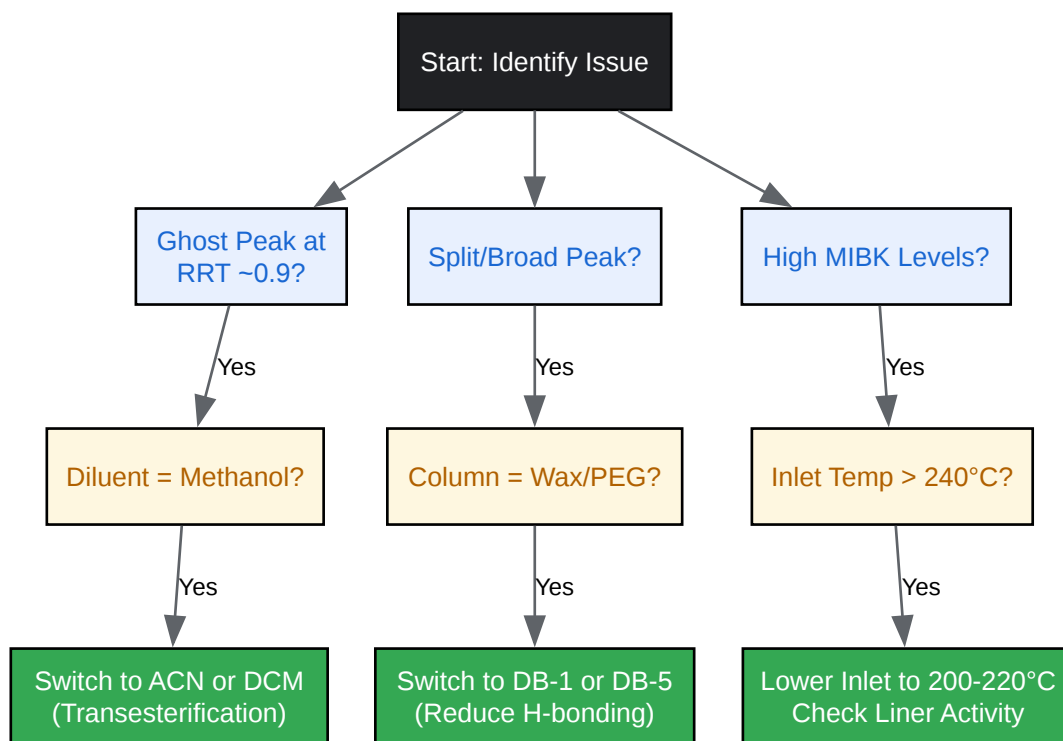 Start: Identify Issue
Ghost Peak at
RRT ~0.9?
Split/Broad Peak?
High MIBK Levels?
Yes
Yes
Yes
Diluent = Methanol?
Column = Wax/PEG?
Inlet Temp > 240°C?
Yes
Yes
Yes
Switch to ACN or DCM
(Transesterification)
Switch to DB-1 or DB-5
(Reduce H-bonding)
Lower Inlet to 200-220°C
Check Liner Activity